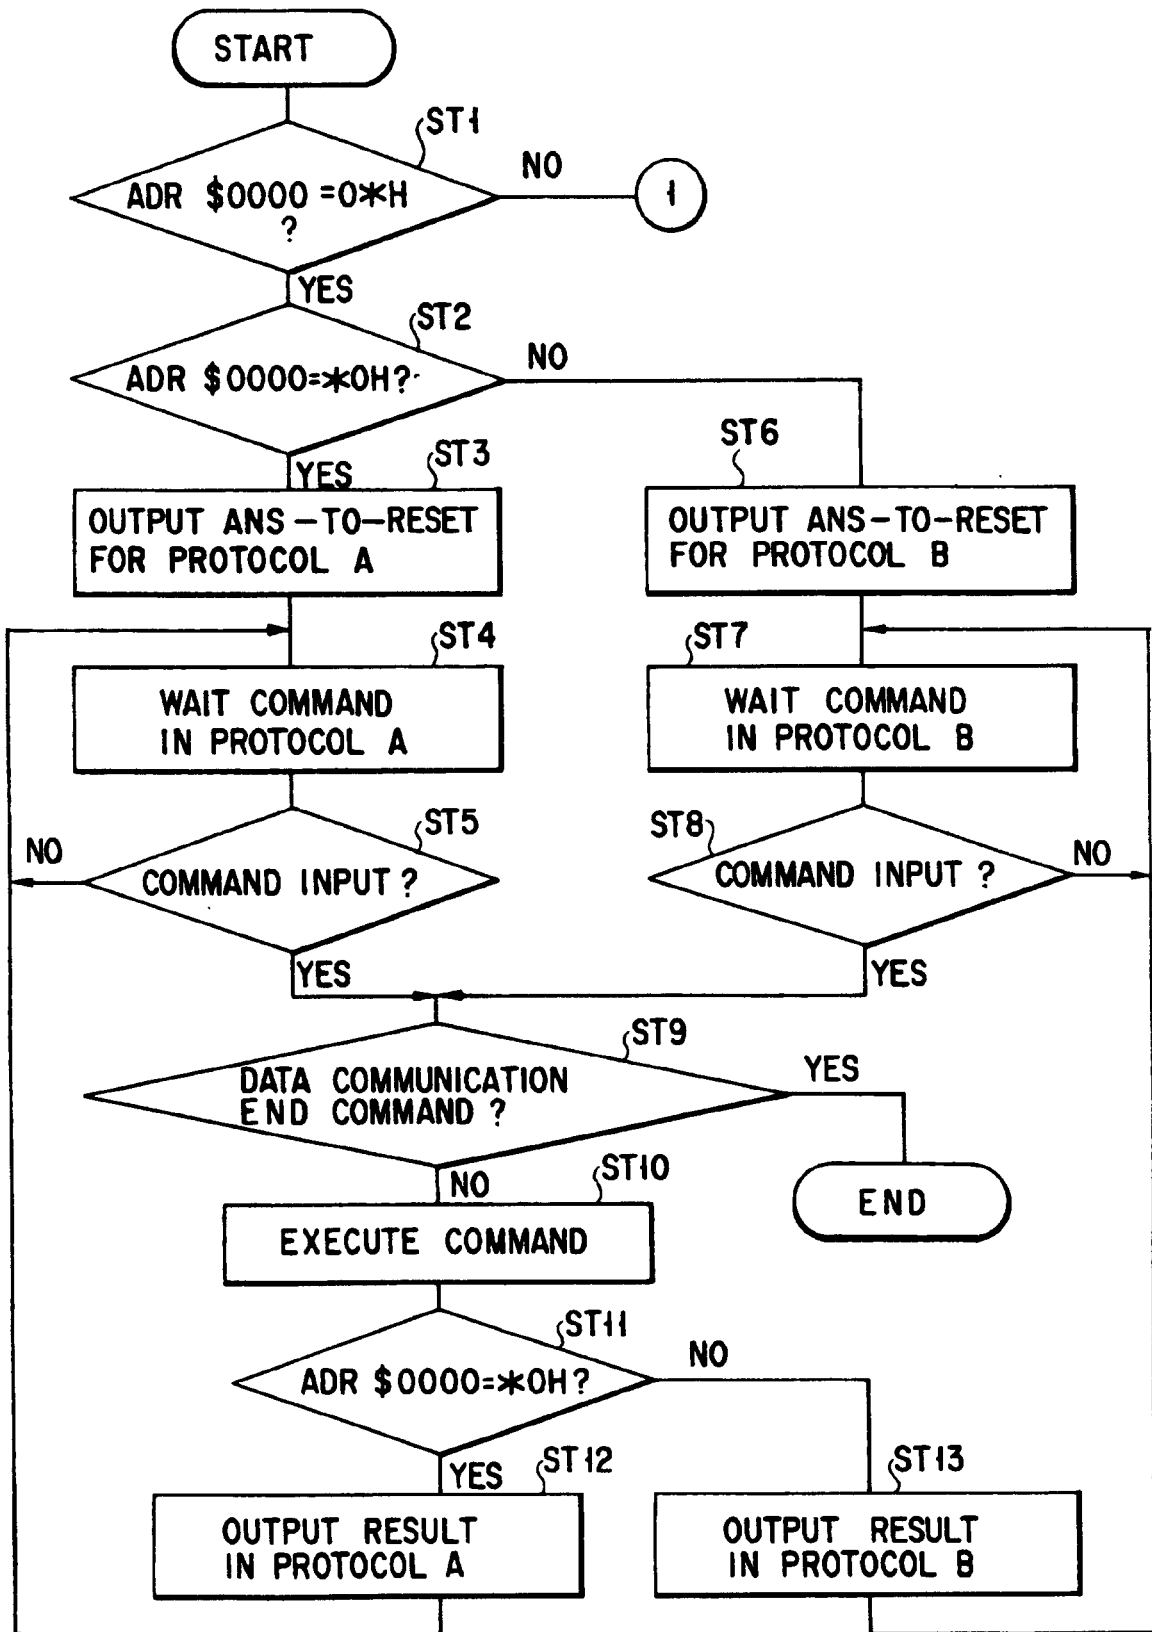 START
ST1
ADR $0000=0*H
?
NO
1
YES
ST2
ADR $0000=*0H?
NO
YES
ST3
OUTPUT ANS-TO-RESET
FOR PROTOCOL A
ST6
OUTPUT ANS-TO-RESET
FOR PROTOCOL B
ST4
WAIT COMMAND
IN PROTOCOL A
ST7
WAIT COMMAND
IN PROTOCOL B
ST5
COMMAND INPUT?
NO
YES
ST8
COMMAND INPUT?
NO
YES
ST9
DATA COMMUNICATION
END COMMAND?
YES
END
NO
ST10
EXECUTE COMMAND
ST11
ADR $0000=*0H?
NO
YES
ST12
OUTPUT RESULT
IN PROTOCOL A
ST13
OUTPUT RESULT
IN PROTOCOL B